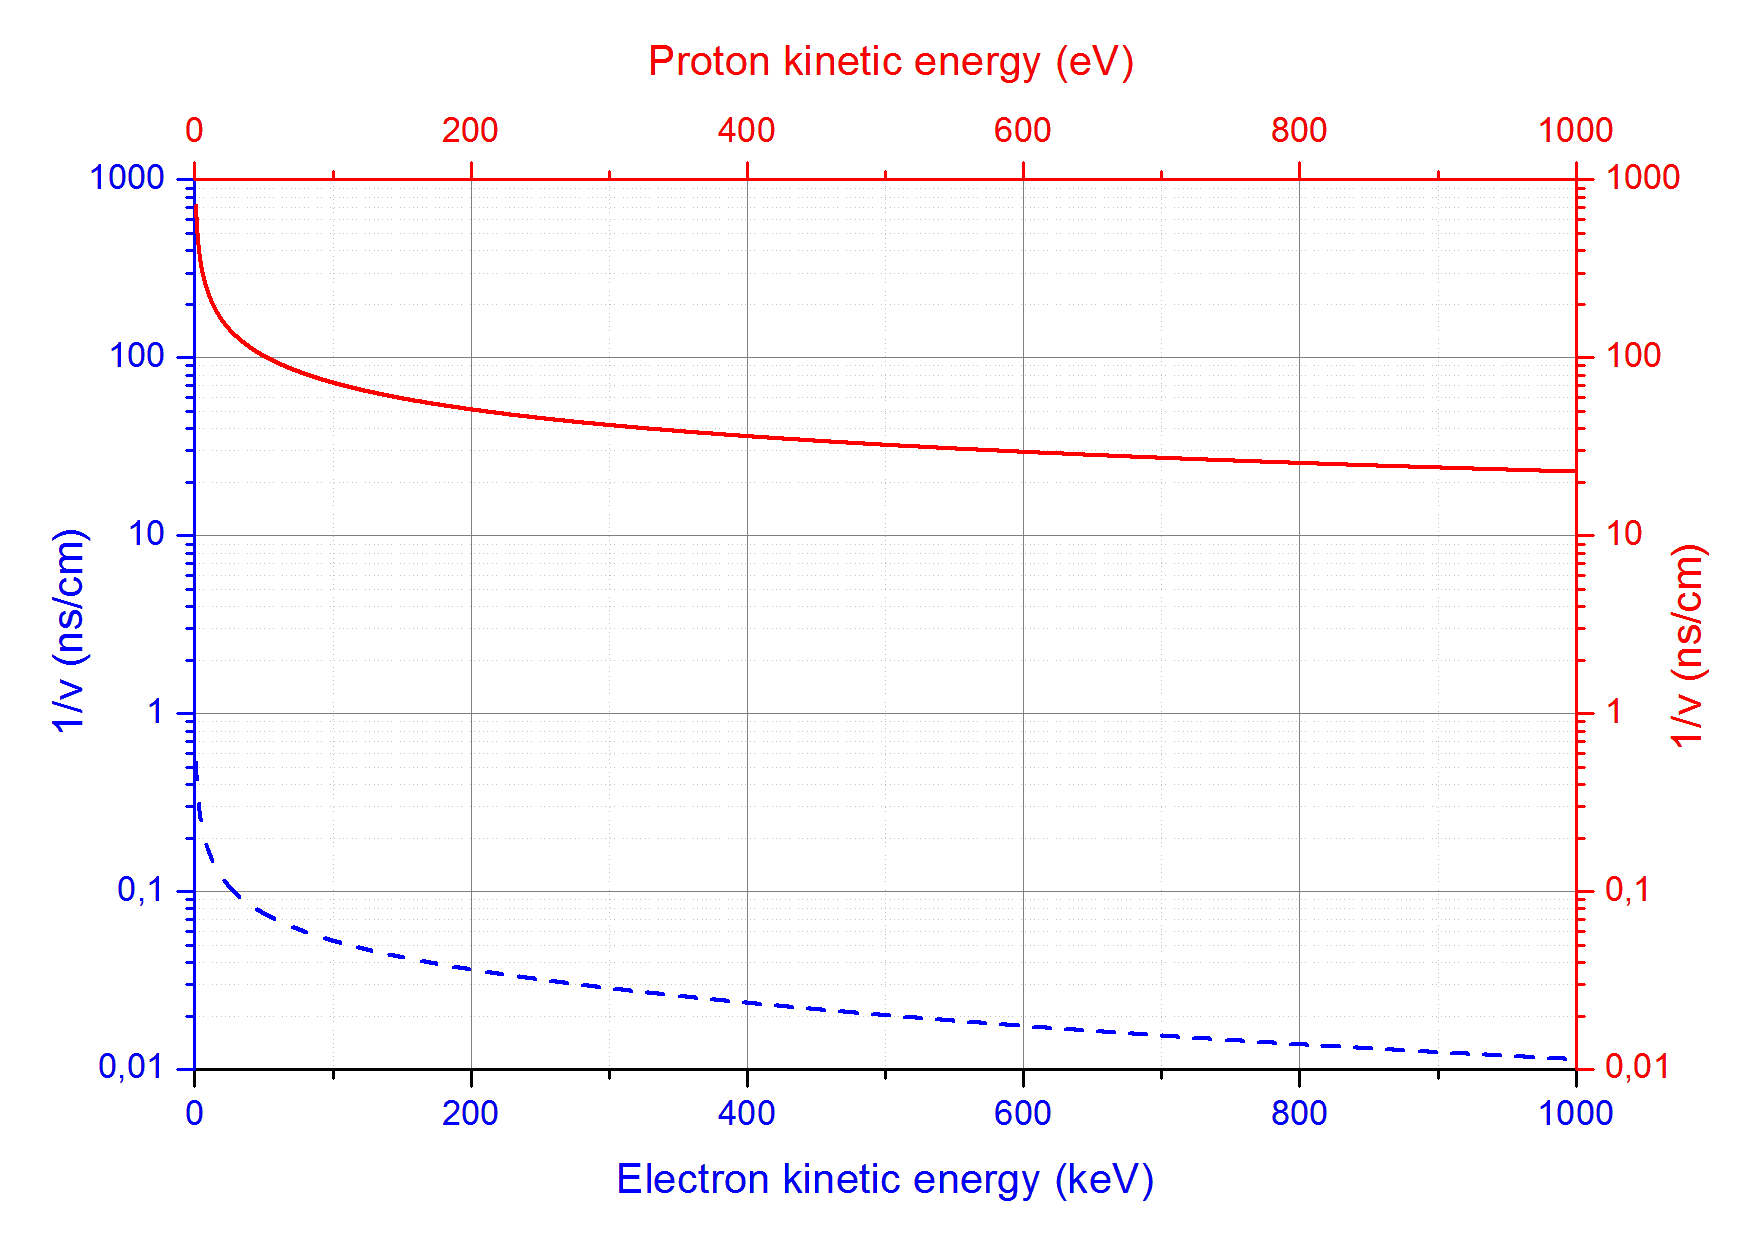 Proton kinetic energy (eV)
0 200 400 600 800 1000
1000 1000
100 100
10 10
1 1
0,1 0,1
0,01 0,01
1/v (ns/cm)
1/v (ns/cm)
0 200 400 600 800 1000
Electron kinetic energy (keV)